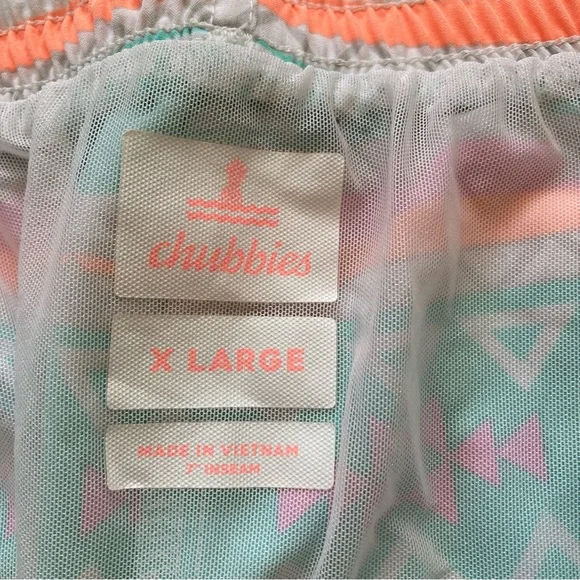 chubbies
X LARGE
MADE IN VIETNAM
7" INSEAM